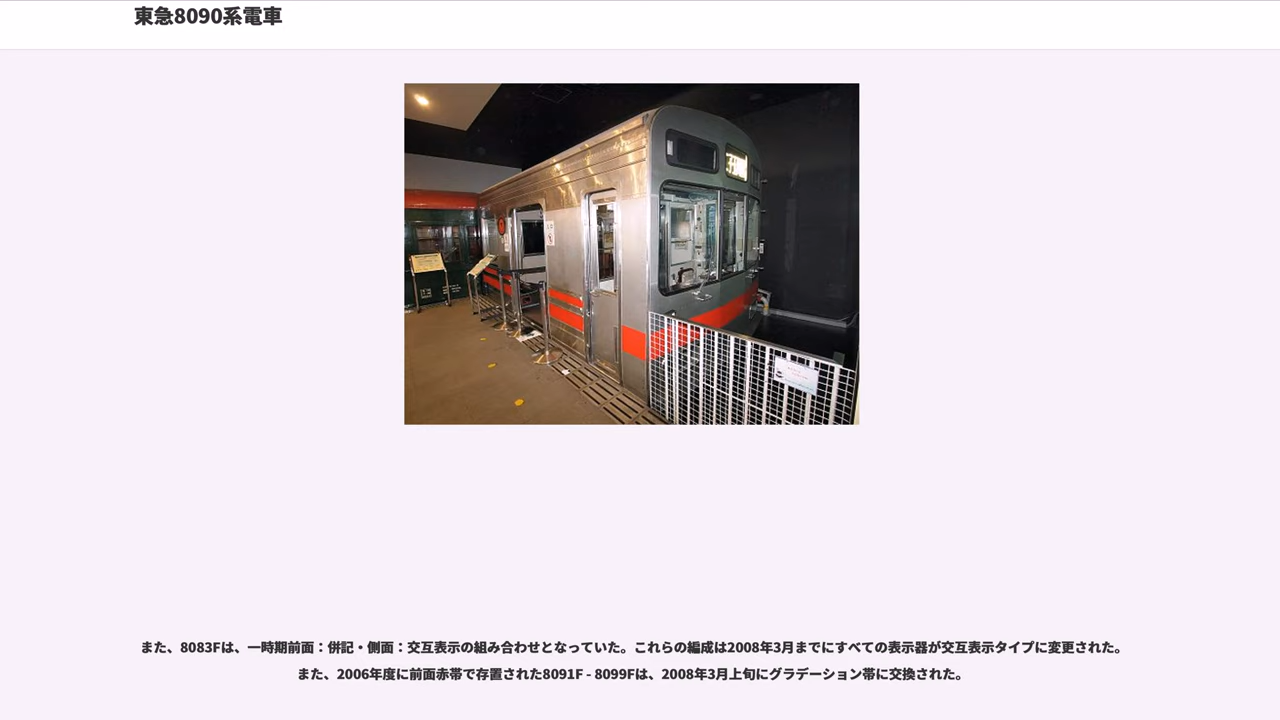 東急8090系電車
また、8083Fは、一時期前面：併記・側面：交互表示の組み合わせとなっていた。これらの編成は2008年3月までにすべての表示器が交互表示タイプに変更された。
また、2006年度に前面赤帯で存置された8091F - 8099Fは、2008年3月上旬にグラデーション帯に交換された。